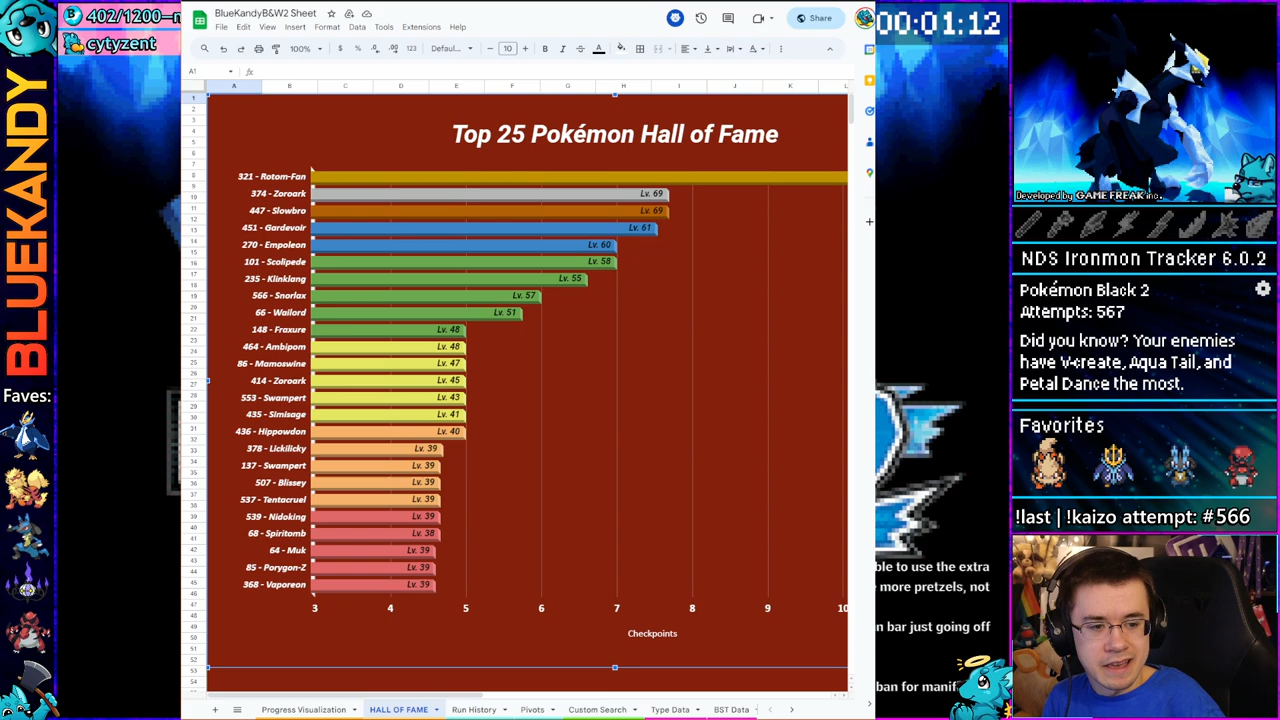 402/1200
cytyzent
BLUEKANDY
Faves:
BlueKandyB&W2 Sheet
File Edit View Insert Format Data Tools Extensions
Share
100%
$ % .0 .00 123
Defaul...
10
B I A
A1
fx
A B C D E F G H I J K L
Top 25 Pokémon Hall of Fame
321 - Rotom-Fan
374 - Zoroark Lv. 69
447 - Slowbro Lv. 69
451 - Gardevoir Lv. 61
270 - Empoleon Lv. 60
101 - Scolipede Lv. 58
235 - Klinklang Lv. 55
566 - Snorlax Lv. 57
66 - Wailord Lv. 51
148 - Fraxure Lv. 48
464 - Ambipom Lv. 48
86 - Mamoswine Lv. 47
414 - Zoroark Lv. 45
553 - Swampert Lv. 43
435 - Simisage Lv. 41
436 - Hippowdon Lv. 40
378 - Lickilicky Lv. 39
137 - Swampert Lv. 39
507 - Blissey Lv. 39
537 - Tentacruel Lv. 39
539 - Nidoking Lv. 39
68 - Spiritomb Lv. 38
64 - Muk Lv. 39
85 - Porygon-Z Lv. 39
368 - Vaporeon Lv. 39
3 4 5 6 7 8 9 10
Checkpoints
Progress Visualization HALL OF FAME Run History Pivots Custom Search Type Data BST Data
00:01:12
ble to use the extra
more pretzels, not
n bar just going off
ban for manif
Developed by GAME FREAK inc.
NDS Ironmon Tracker 6.0.2
Pokémon Black 2
Attempts: 567
Did you know? Your enemies
have V-create, Aqua Tail, and
Petal Dance the most.
Favorites
!last | !kaizo attempt: #566